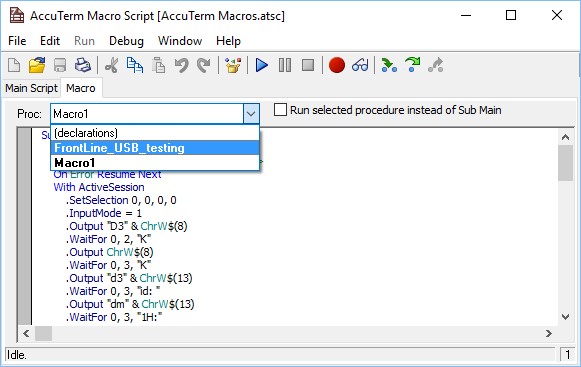 AccuTerm Macro Script [AccuTerm Macros.atsc]
File Edit Run Debug Window Help
Main Script Macro
Proc: Macro1 Run selected procedure instead of Sub Main
(declarations)
FrontLine_USB_testing
Macro1
On Error Resume Next
With ActiveSession
.SetSelection 0, 0, 0, 0
.InputMode = 1
.Output "D3" & ChrW$(8)
.WaitFor 0, 2, "K"
.Output ChrW$(8)
.WaitFor 0, 3, "K"
.Output "d3" & ChrW$(13)
.WaitFor 0, 3, "id: "
.Output "dm" & ChrW$(13)
.WaitFor 0, 3, "1H:"
Idle. 1